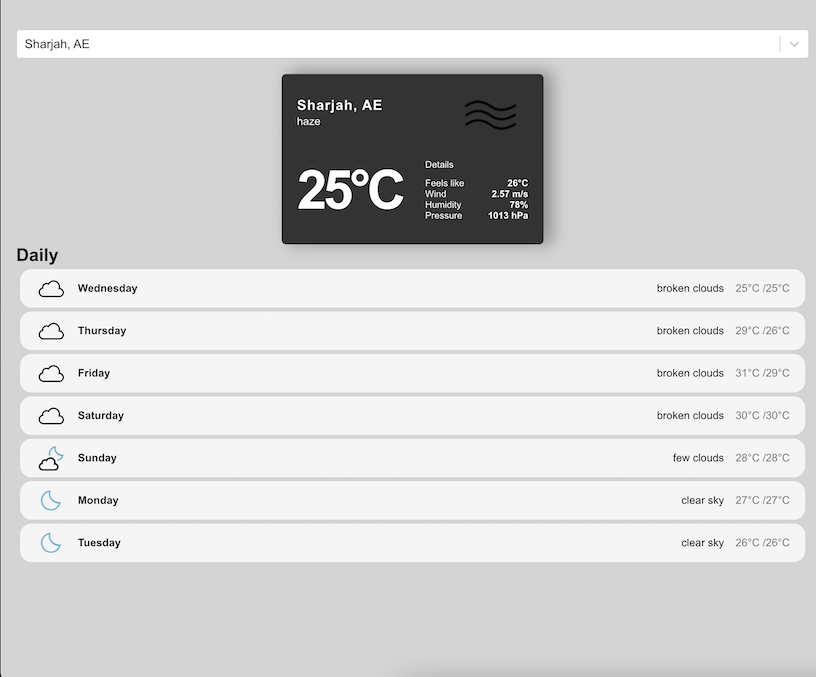 Sharjah, AE
Sharjah, AE
haze
25°C
Details
Feels like 26°C
Wind 2.57 m/s
Humidity 78%
Pressure 1013 hPa
Daily
Wednesday broken clouds 25°C /25°C
Thursday broken clouds 29°C /26°C
Friday broken clouds 31°C /29°C
Saturday broken clouds 30°C /30°C
Sunday few clouds 28°C /28°C
Monday clear sky 27°C /27°C
Tuesday clear sky 26°C /26°C